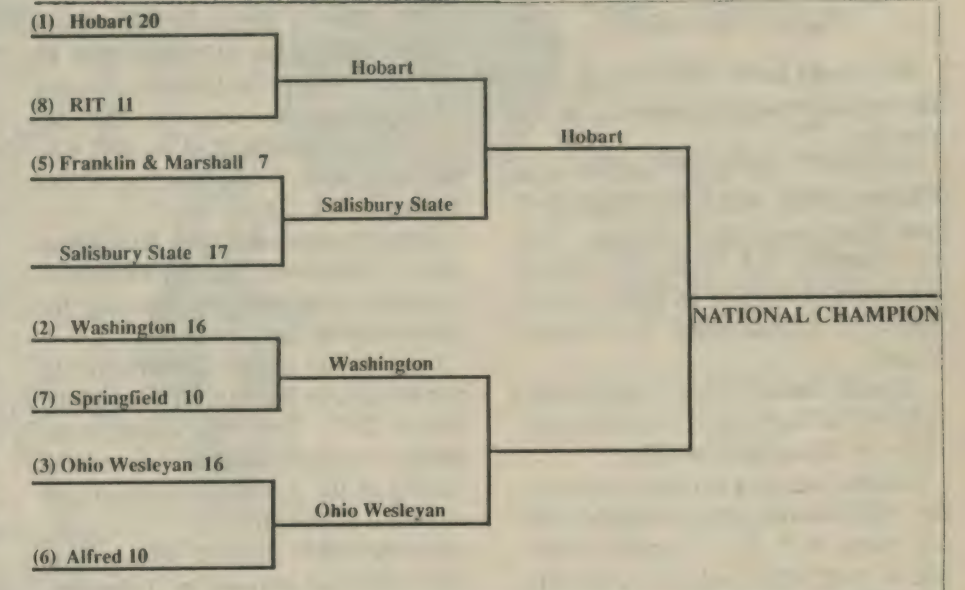 (1) Hobart 20
Hobart
(8) RIT 11
Hobart
(5) Franklin & Marshall 7
Salisbury State
Salisbury State 17
NATIONAL CHAMPION
(2) Washington 16
Washington
(7) Springfield 10
(3) Ohio Wesleyan 16
Ohio Wesleyan
(6) Alfred 10